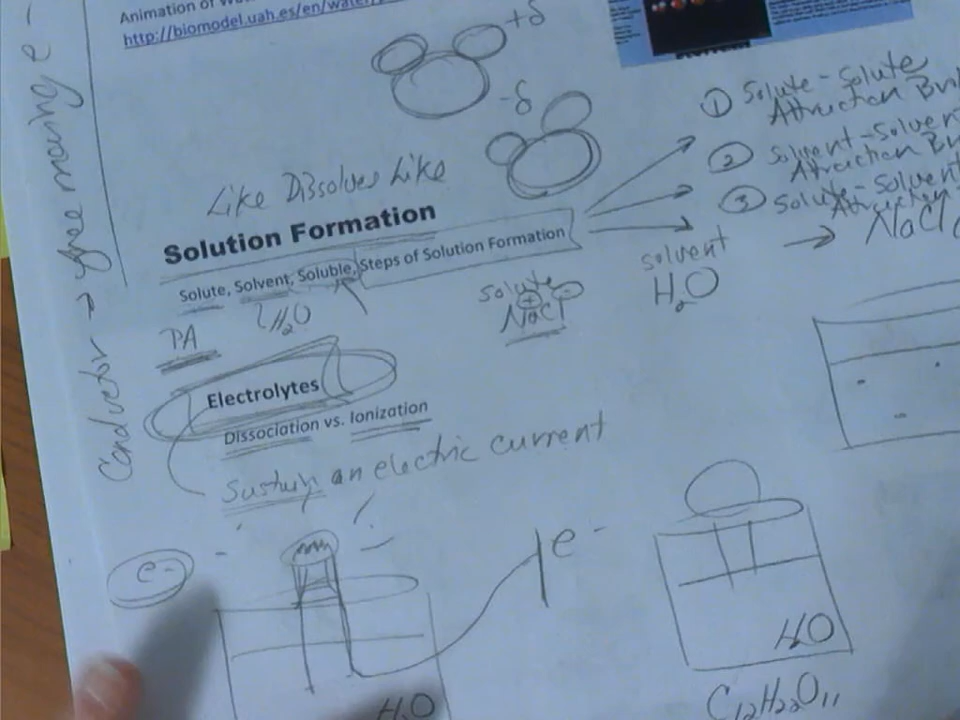 Animation of
http://biomodel.uah.es/en/water/
+δ
-δ
① Solute-Solute
Attraction
② Solvent-Solvent
Attraction
③ Solute-Solvent
Attraction
Like Dissolves Like
Solution Formation
Solute, Solvent, Soluble, Steps of Solution Formation
PA
H₂O
solute
+ -
NaCl
solvent
H₂O
→ NaCl
Electrolytes
Dissociation vs. Ionization
Sustain an electric current
Conductor → free moving e-
e-
e-
H₂O
H₂O
C₁₂H₂₂O₁₁